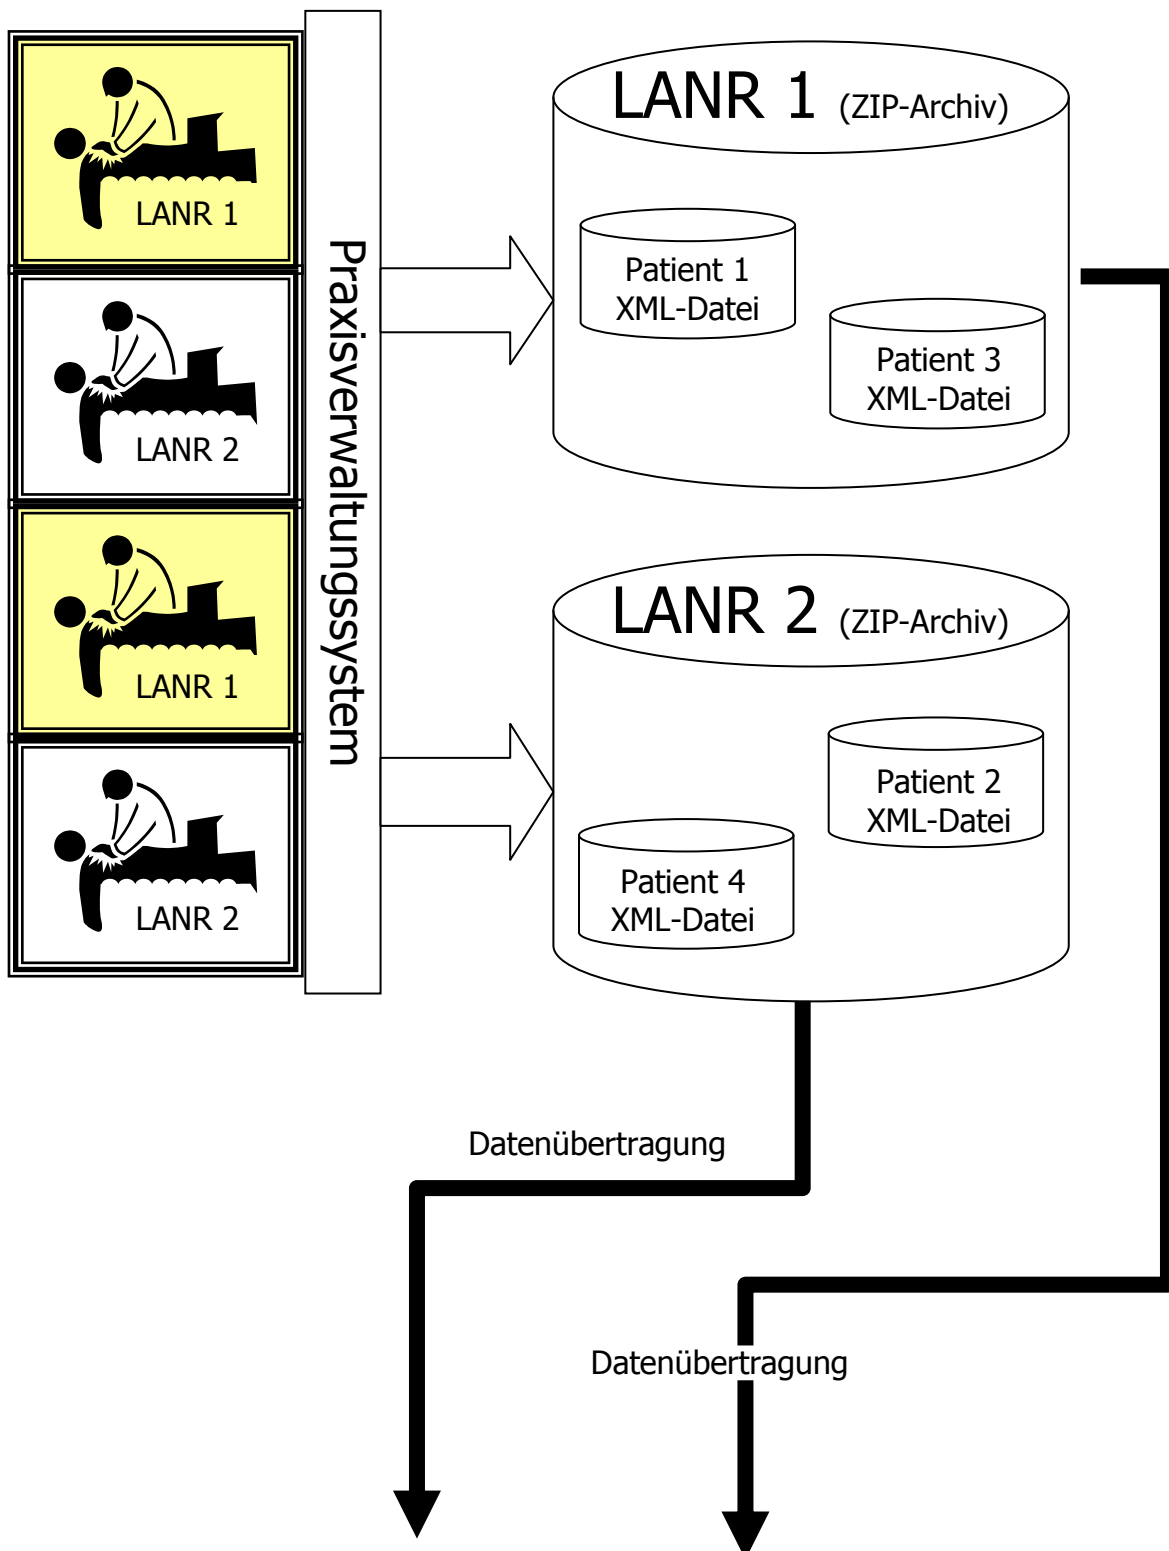 LANR 1
LANR 2
LANR 1
LANR 2
Praxisverwaltungssystem
LANR 1 (ZIP-Archiv)
Patient 1
XML-Datei
Patient 3
XML-Datei
LANR 2 (ZIP-Archiv)
Patient 2
XML-Datei
Patient 4
XML-Datei
Datenübertragung
Datenübertragung